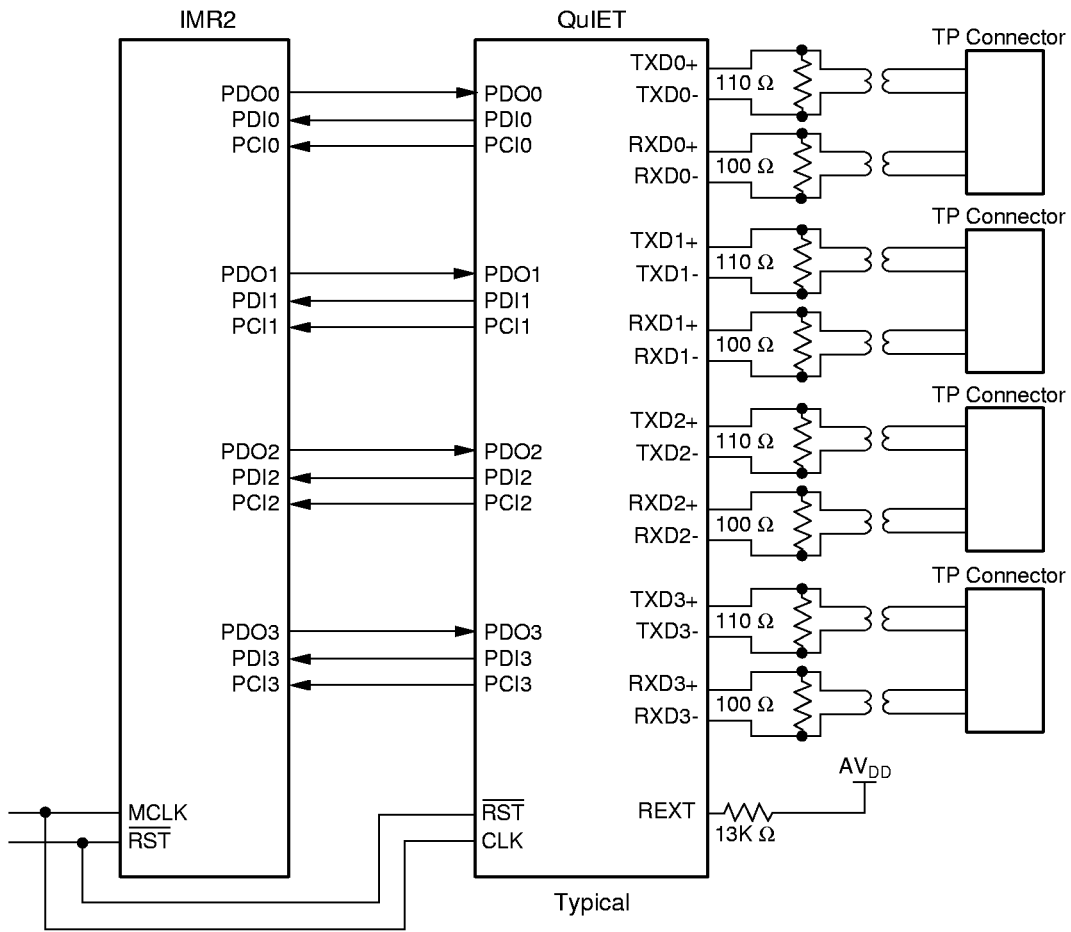 IMR2
QuIET
PDO0
PDI0
PCI0
PDO1
PDI1
PCI1
PDO2
PDI2
PCI2
PDO3
PDI3
PCI3
MCLK
RST
PDO0
PDI0
PCI0
PDO1
PDI1
PCI1
PDO2
PDI2
PCI2
PDO3
PDI3
PCI3
RST
CLK
TXD0+
TXD0-
110 Ω
RXD0+
RXD0-
100 Ω
TP Connector
TXD1+
TXD1-
110 Ω
RXD1+
RXD1-
100 Ω
TP Connector
TXD2+
TXD2-
110 Ω
RXD2+
RXD2-
100 Ω
TP Connector
TXD3+
TXD3-
110 Ω
RXD3+
RXD3-
100 Ω
TP Connector
REXT
13K Ω
AVDD
Typical